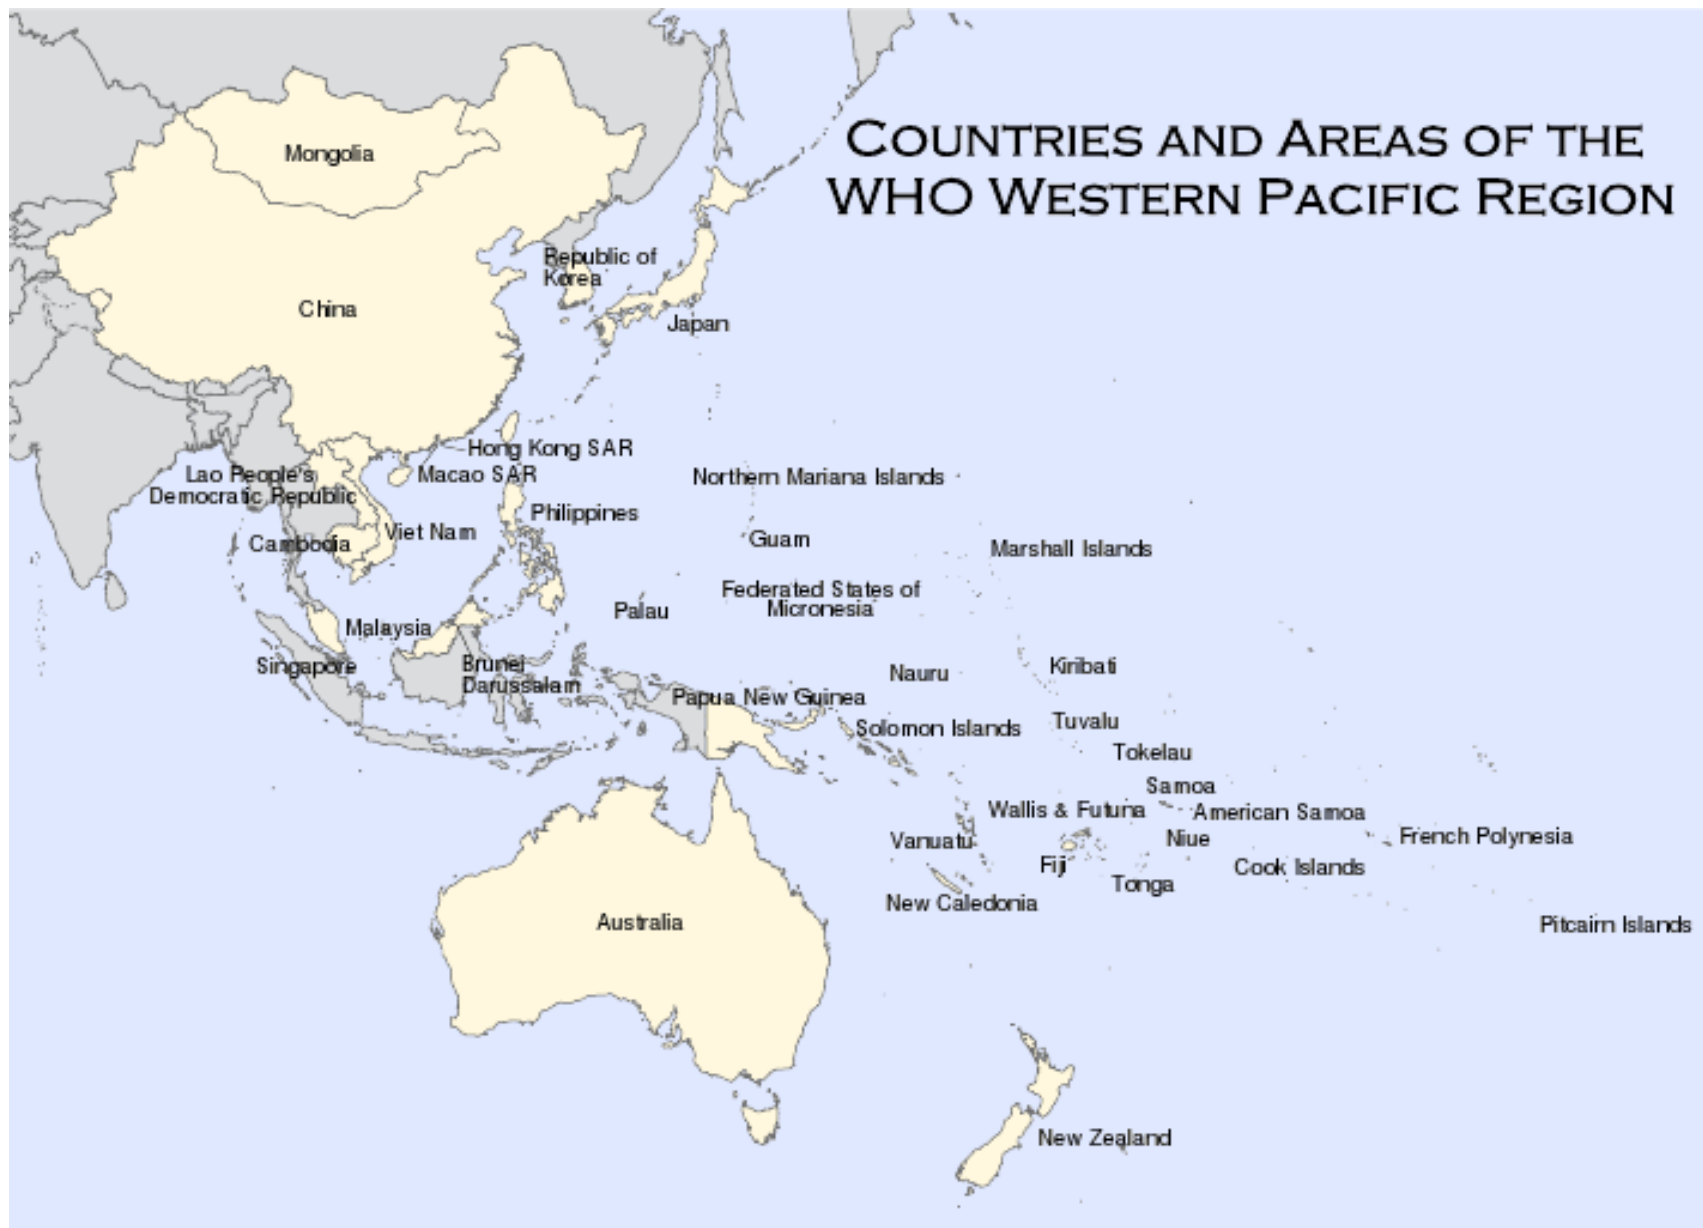 COUNTRIES AND AREAS OF THE
WHO WESTERN PACIFIC REGION
Mongolia
Republic of
Korea
China
Japan
Hong Kong SAR
Lao People's
Democratic Republic
Macao SAR
Northern Mariana Islands
Philippines
Viet Nam
Cambodia
Guam
Marshall Islands
Federated States of
Micronesia
Palau
Malaysia
Singapore
Brunei
Darussalam
Nauru
Kiribati
Papua New Guinea
Solomon Islands
Tuvalu
Tokelau
Samoa
Wallis & Futuna
American Samoa
Vanuatu
Niue
French Polynesia
Fiji
Cook Islands
Tonga
New Caledonia
Australia
Pitcairn Islands
New Zealand